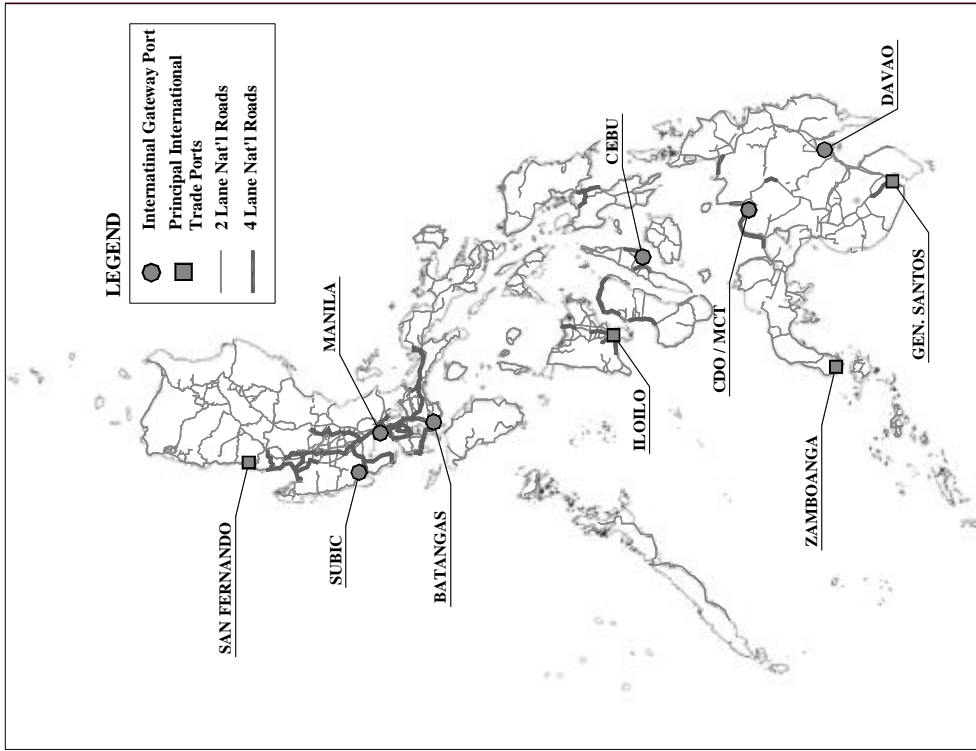 LEGEND
Internatinal Gateway Port
Principal International
Trade Ports
2 Lane Nat'l Roads
4 Lane Nat'l Roads
SAN FERNANDO
SUBIC
MANILA
BATANGAS
ILOILO
CEBU
CDO / MCT
ZAMBOANGA
DAVAO
GEN. SANTOS